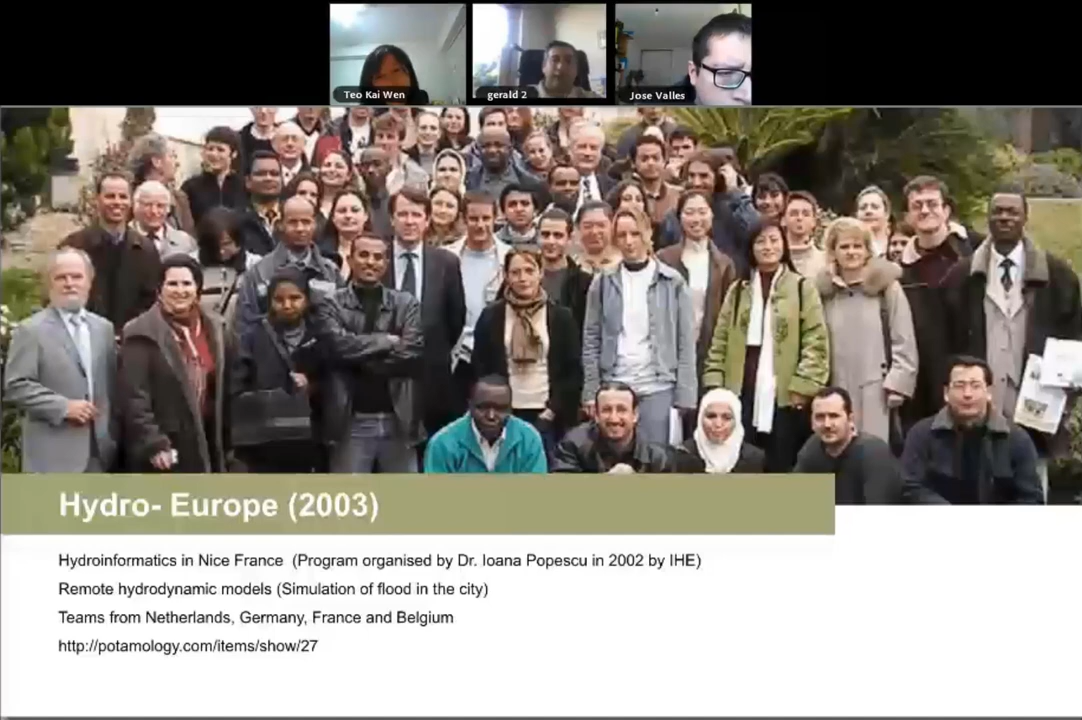 Teo Kai Wen
gerald 2
Jose Valles
Hydro- Europe (2003)
Hydroinformatics in Nice France (Program organised by Dr. Ioana Popescu in 2002 by IHE)
Remote hydrodynamic models (Simulation of flood in the city)
Teams from Netherlands, Germany, France and Belgium
http://potamology.com/items/show/27